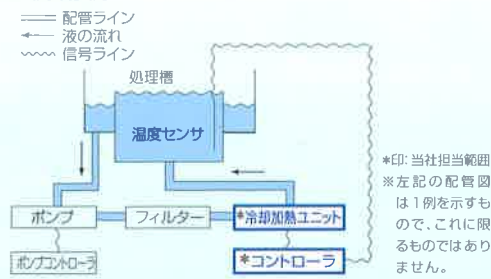 配管ライン
液の流れ
信号ライン
処理槽
温度センサ
ポンプ
フィルター
*冷却加熱ユニット
ポンプコントローラ
*コントローラ
*印:当社担当範囲
※左記の配管図
は1例を示すも
ので、これに限
るものではあり
ません。